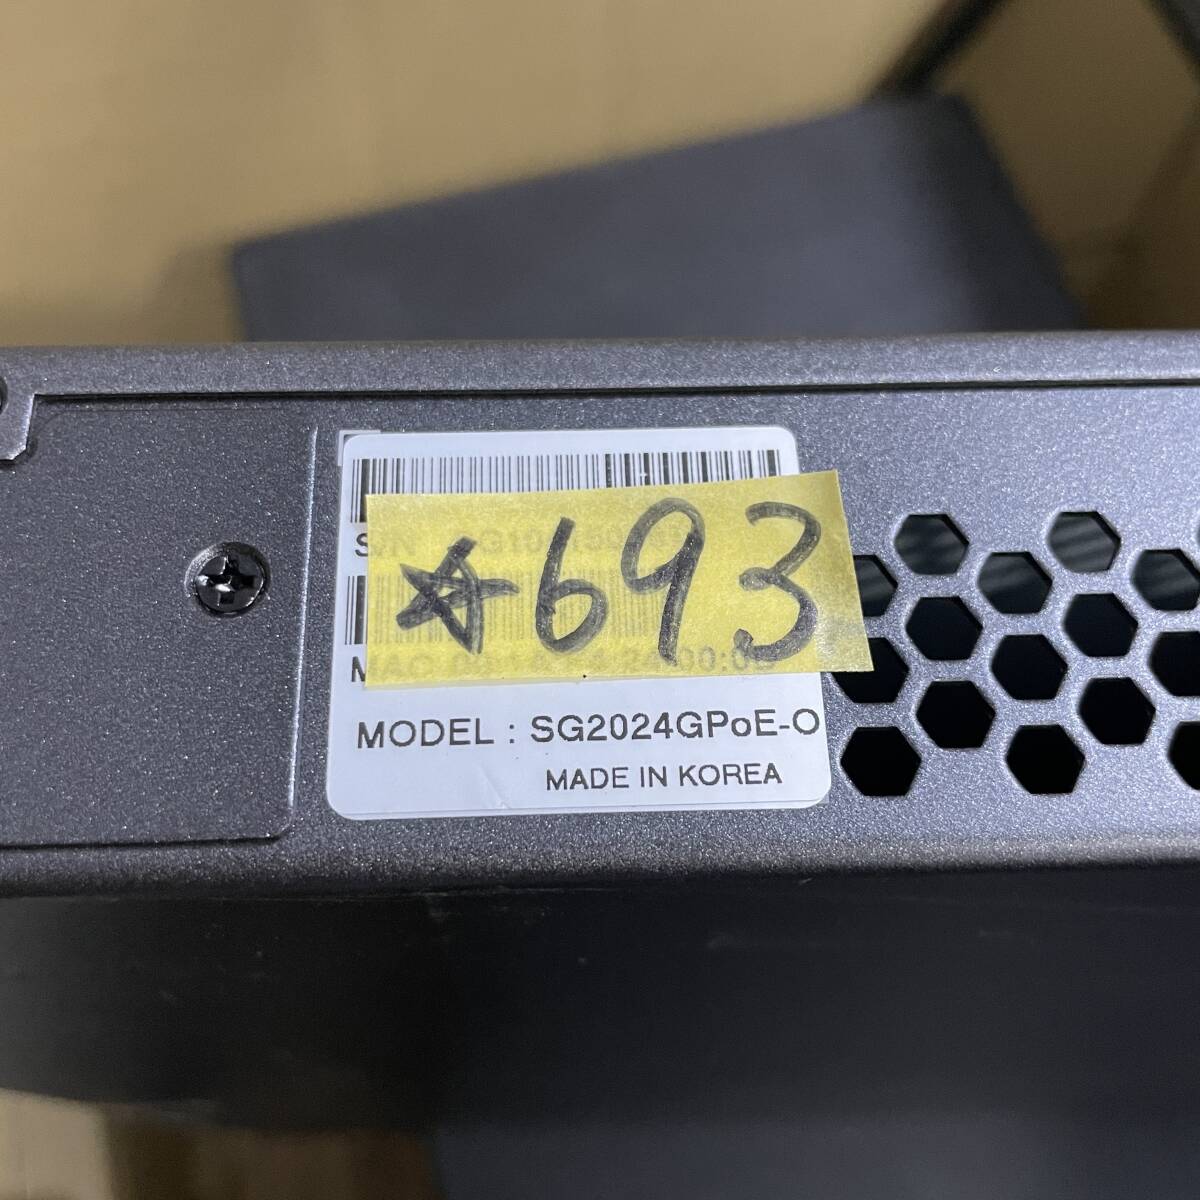 S/N
☆693
MODEL : SG2024GPoE-O
MADE IN KOREA